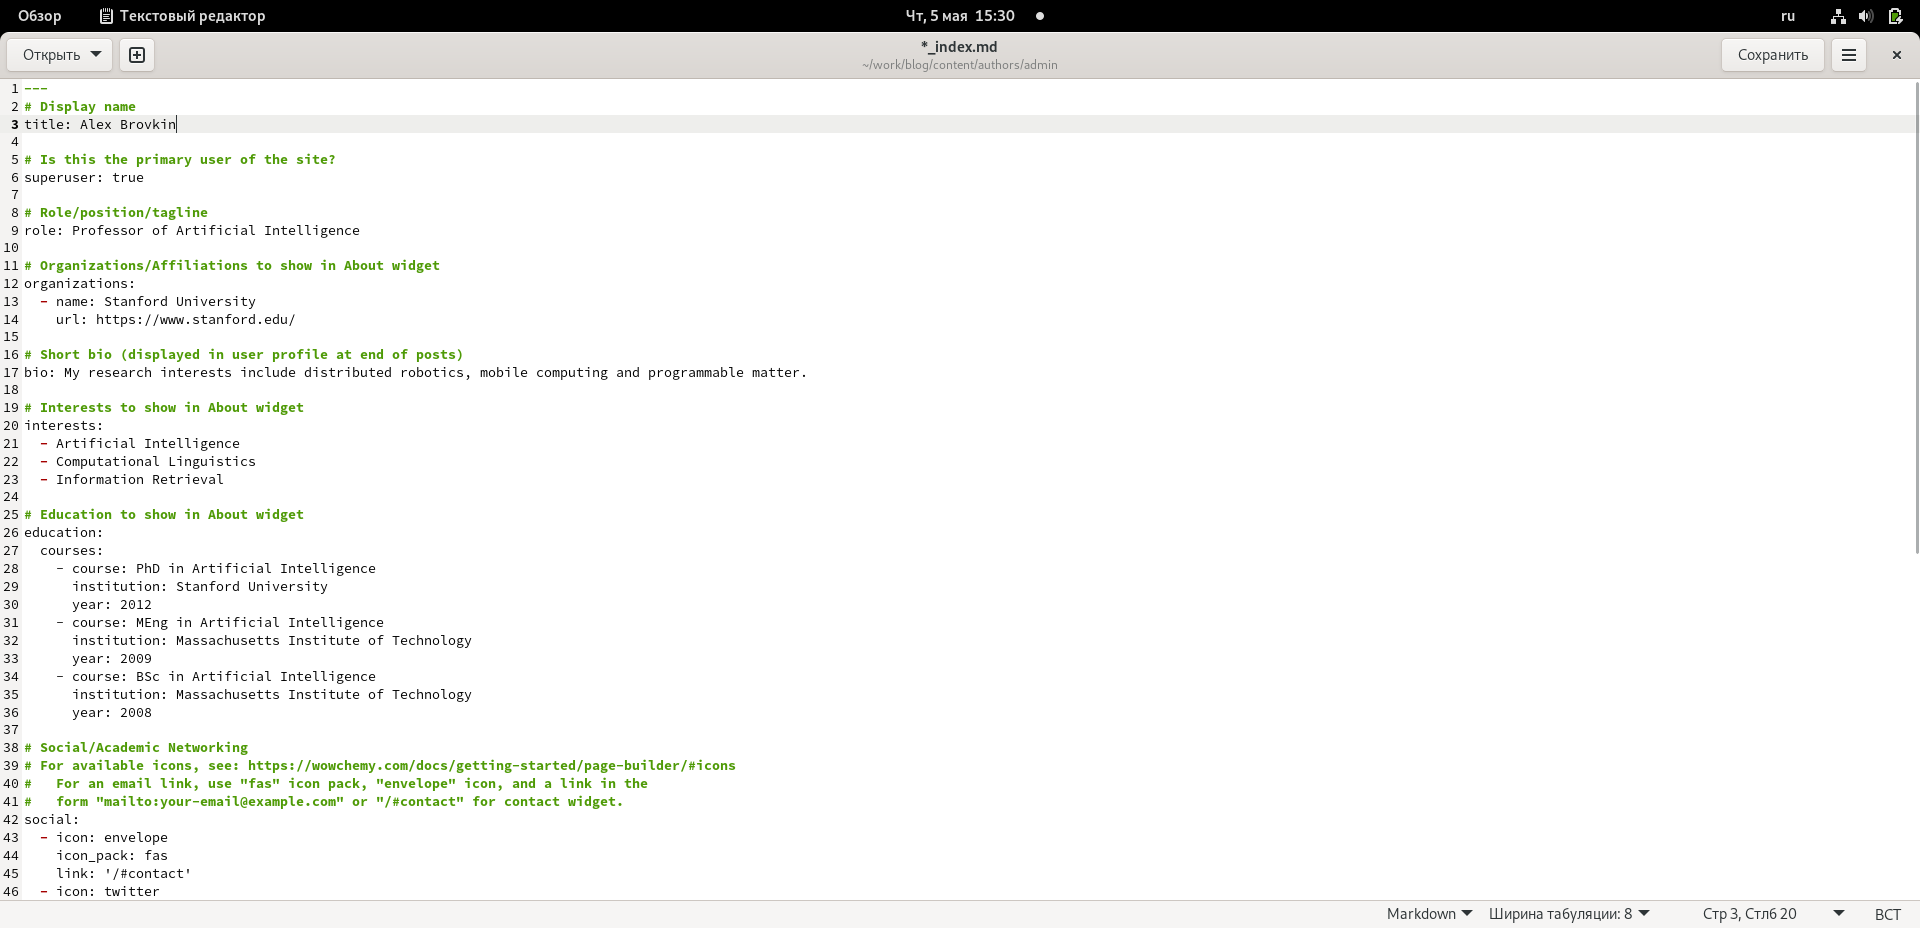 Обзор Текстовый редактор Чт, 5 мая 15:30 ru
Открыть *_index.md Сохранить
~/work/blog/content/authors/admin
1 ---
2 # Display name
3 title: Alex Brovkin
4
5 # Is this the primary user of the site?
6 superuser: true
7
8 # Role/position/tagline
9 role: Professor of Artificial Intelligence
10
11 # Organizations/Affiliations to show in About widget
12 organizations:
13   - name: Stanford University
14     url: https://www.stanford.edu/
15
16 # Short bio (displayed in user profile at end of posts)
17 bio: My research interests include distributed robotics, mobile computing and programmable matter.
18
19 # Interests to show in About widget
20 interests:
21   - Artificial Intelligence
22   - Computational Linguistics
23   - Information Retrieval
24
25 # Education to show in About widget
26 education:
27   courses:
28     - course: PhD in Artificial Intelligence
29       institution: Stanford University
30       year: 2012
31     - course: MEng in Artificial Intelligence
32       institution: Massachusetts Institute of Technology
33       year: 2009
34     - course: BSc in Artificial Intelligence
35       institution: Massachusetts Institute of Technology
36       year: 2008
37
38 # Social/Academic Networking
39 # For available icons, see: https://wowchemy.com/docs/getting-started/page-builder/#icons
40 #   For an email link, use "fas" icon pack, "envelope" icon, and a link in the
41 #   form "mailto:your-email@example.com" or "/#contact" for contact widget.
42 social:
43   - icon: envelope
44     icon_pack: fas
45     link: '/#contact'
46   - icon: twitter
Markdown Ширина табуляции: 8 Стр 3, Стлб 20 ВСТ